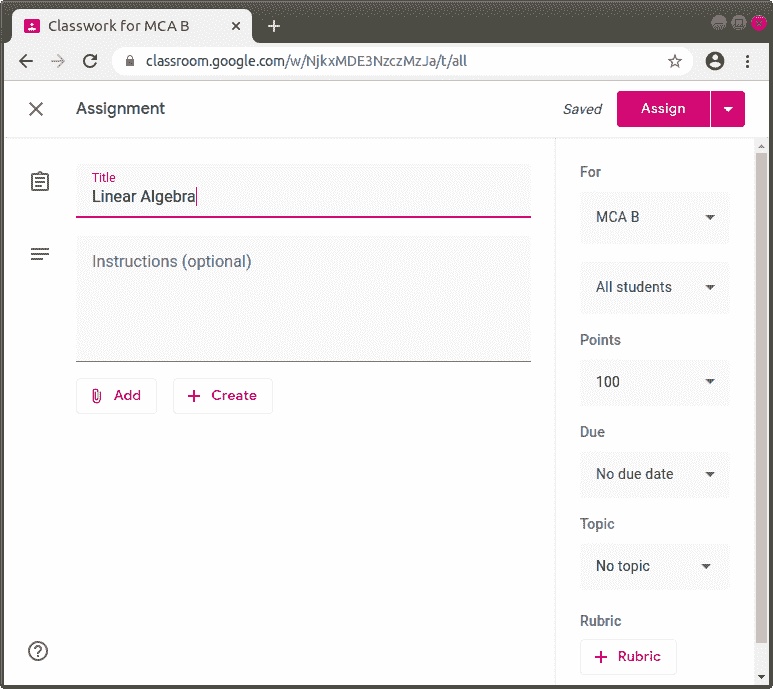 Classwork for MCA B
classroom.google.com/w/NjkxMDE3NzczMzJa/t/all
Assignment
Saved
Assign
Title
Linear Algebra
Instructions (optional)
Add
Create
For
MCA B
All students
Points
100
Due
No due date
Topic
No topic
Rubric
Rubric